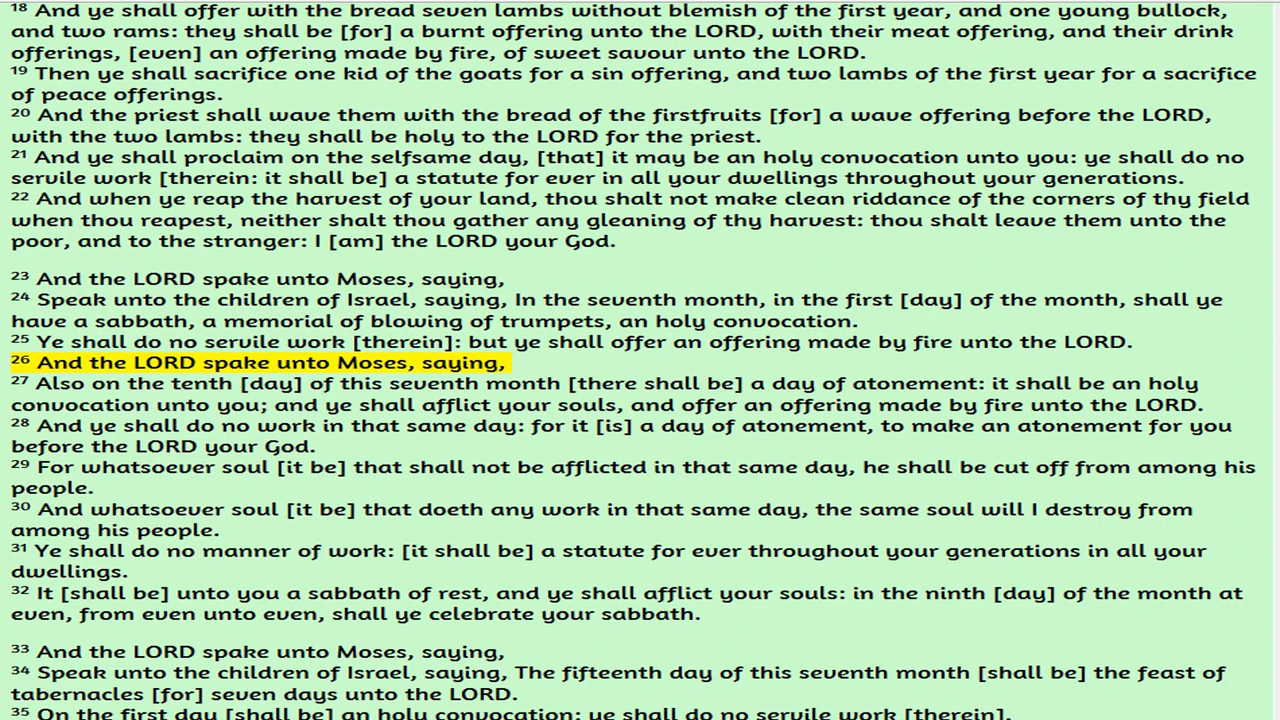 18 And ye shall offer with the bread seven lambs without blemish of the first year, and one young bullock,
and two rams: they shall be [for] a burnt offering unto the LORD, with their meat offering, and their drink
offerings, [even] an offering made by fire, of sweet savour unto the LORD.
19 Then ye shall sacrifice one kid of the goats for a sin offering, and two lambs of the first year for a sacrifice
of peace offerings.
20 And the priest shall wave them with the bread of the firstfruits [for] a wave offering before the LORD,
with the two lambs: they shall be holy to the LORD for the priest.
21 And ye shall proclaim on the selfsame day, [that] it may be an holy convocation unto you: ye shall do no
servile work [therein: it shall be] a statute for ever in all your dwellings throughout your generations.
22 And when ye reap the harvest of your land, thou shalt not make clean riddance of the corners of thy field
when thou reapest, neither shalt thou gather any gleaning of thy harvest: thou shalt leave them unto the
poor, and to the stranger: I [am] the LORD your God.
23 And the LORD spake unto Moses, saying,
24 Speak unto the children of Israel, saying, In the seventh month, in the first [day] of the month, shall ye
have a sabbath, a memorial of blowing of trumpets, an holy convocation.
25 Ye shall do no servile work [therein]: but ye shall offer an offering made by fire unto the LORD.
26 And the LORD spake unto Moses, saying,
27 Also on the tenth [day] of this seventh month [there shall be] a day of atonement: it shall be an holy
convocation unto you; and ye shall afflict your souls, and offer an offering made by fire unto the LORD.
28 And ye shall do no work in that same day: for it [is] a day of atonement, to make an atonement for you
before the LORD your God.
29 For whatsoever soul [it be] that shall not be afflicted in that same day, he shall be cut off from among his
people.
30 And whatsoever soul [it be] that doeth any work in that same day, the same soul will I destroy from
among his people.
31 Ye shall do no manner of work: [it shall be] a statute for ever throughout your generations in all your
dwellings.
32 It [shall be] unto you a sabbath of rest, and ye shall afflict your souls: in the ninth [day] of the month at
even, from even unto even, shall ye celebrate your sabbath.
33 And the LORD spake unto Moses, saying,
34 Speak unto the children of Israel, saying, The fifteenth day of this seventh month [shall be] the feast of
tabernacles [for] seven days unto the LORD.
35 On the first day [shall be] an holy convocation: ye shall do no servile work [therein].